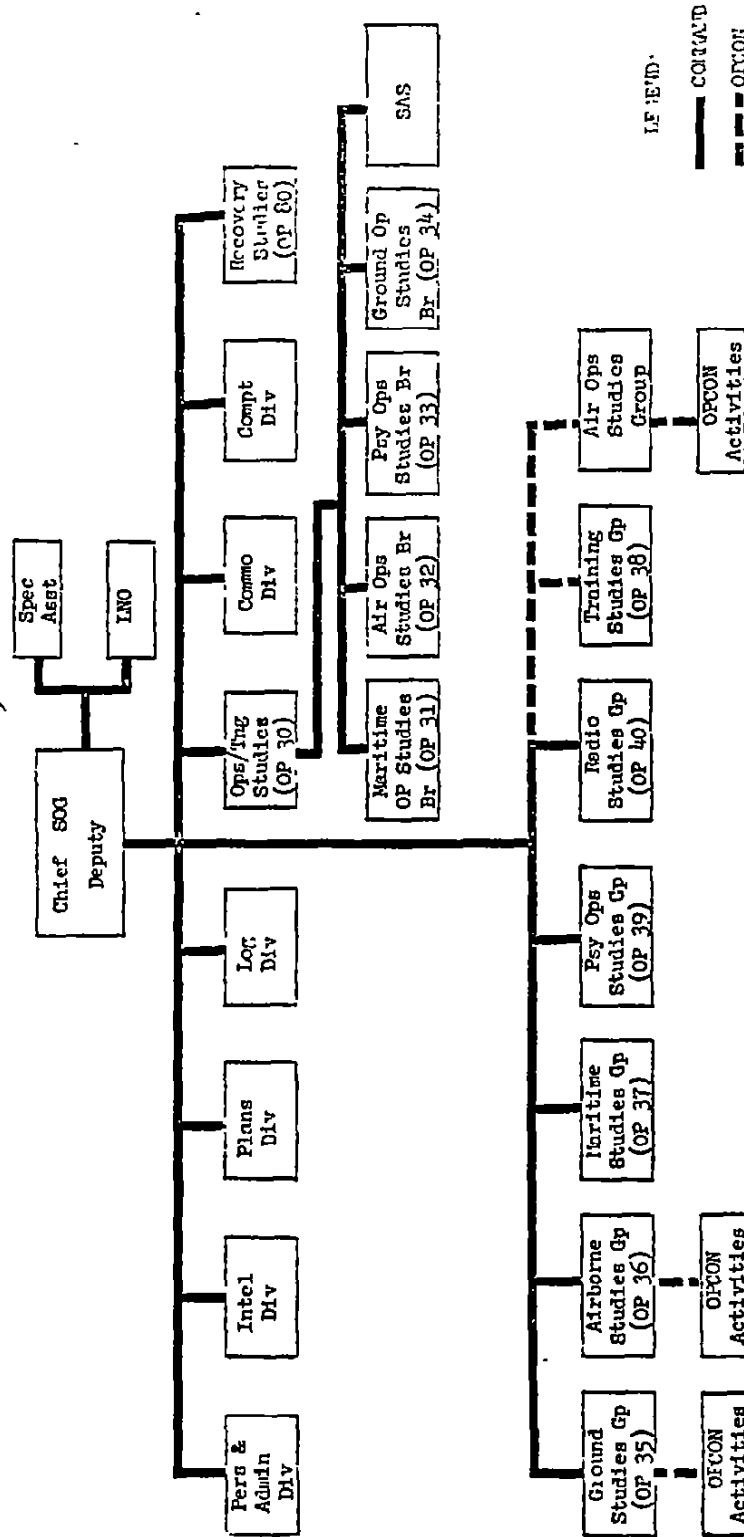 Chief SOG
Deputy
Spec
Asst
LNO
Pers &
Admin
Div
Intel
Div
Plans
Div
Log
Div
Ops/Tng
Studies
(OP 30)
Commo
Div
Compt
Div
Recovery
Studies
(OP 80)
Maritime
OP Studies
Br (OP 31)
Air Ops
Studies Br
(OP 32)
Psy Ops
Studies Br
(OP 33)
Ground Op
Studies
Br (OP 34)
SAS
Ground
Studies Gp
(OP 35)
Airborne
Studies Gp
(OP 36)
Maritime
Studies Gp
(OP 37)
Psy Ops
Studies Gp
(OP 39)
Radio
Studies Gp
(OP 40)
Training
Studies Gp
(OP 38)
Air Ops
Studies
Group
OPCON
Activities
OPCON
Activities
OPCON
Activities
LEGEND:
COMMAND
OPCON